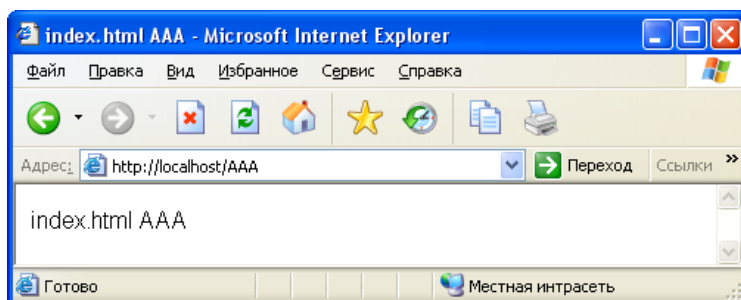 index.html AAA - Microsoft Internet Explorer
Файл Правка Вид Избранное Сервис Справка
Адрес: http://localhost/AAA Переход Ссылки »
index.html AAA
Готово Местная интрасеть